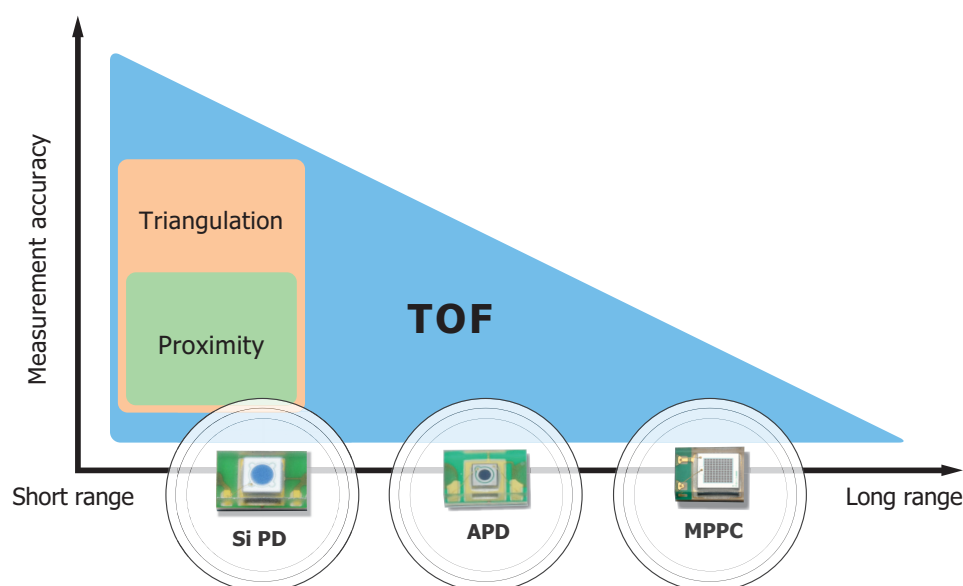 Measurement accuracy
Triangulation
Proximity
TOF
Short range
Long range
Si PD
APD
MPPC